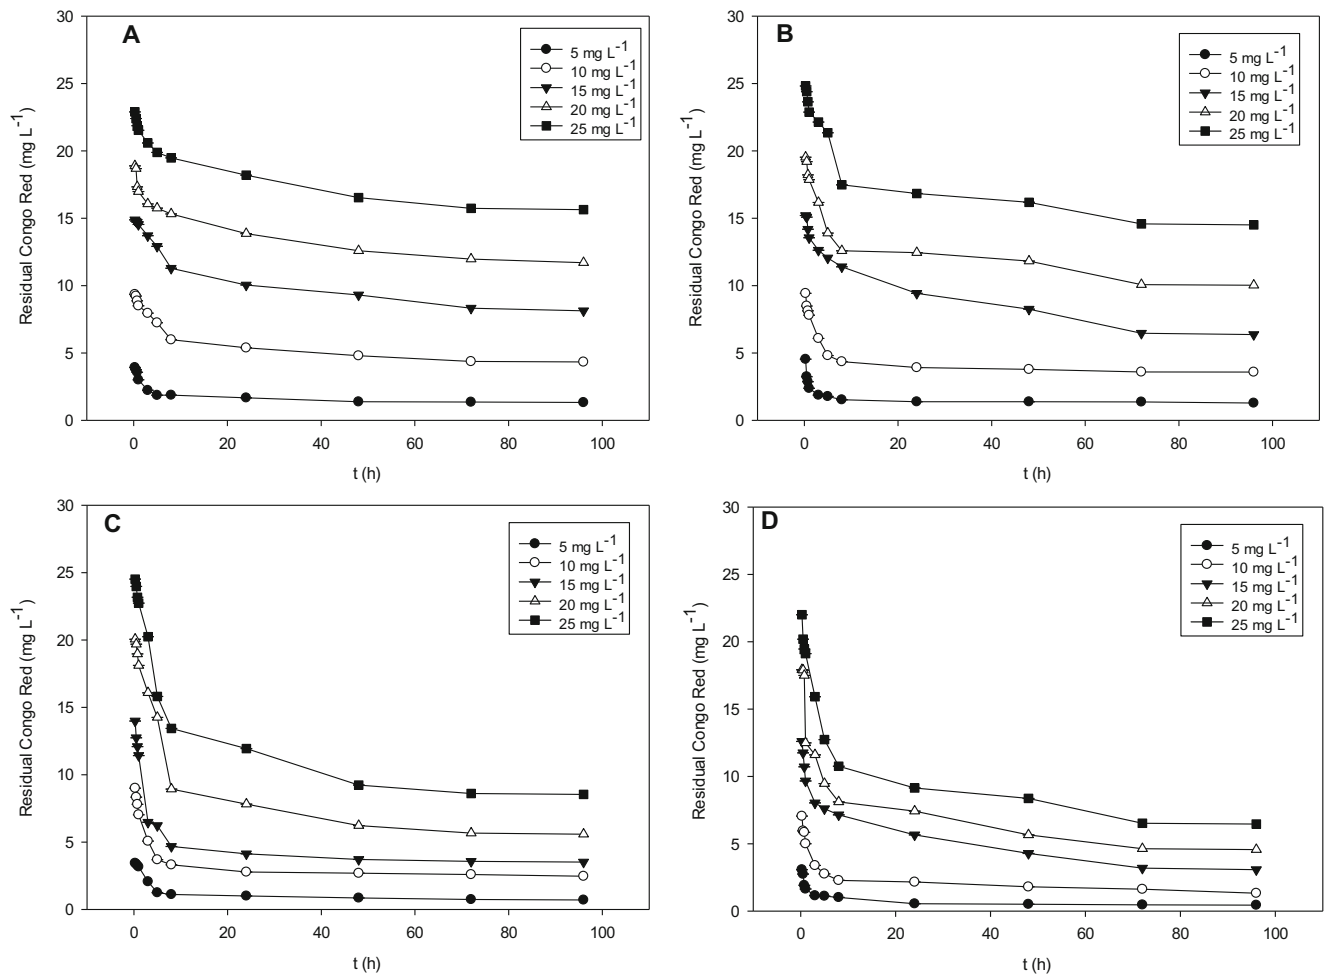 A
30
25
20
15
10
5
0
Residual Congo Red (mg L⁻¹)
5 mg L⁻¹
10 mg L⁻¹
15 mg L⁻¹
20 mg L⁻¹
25 mg L⁻¹
0 20 40 60 80 100
t (h)
B
30
25
20
15
10
5
0
Residual Congo Red (mg L⁻¹)
5 mg L⁻¹
10 mg L⁻¹
15 mg L⁻¹
20 mg L⁻¹
25 mg L⁻¹
0 20 40 60 80 100
t (h)
C
30
25
20
15
10
5
0
Residual Congo Red (mg L⁻¹)
5 mg L⁻¹
10 mg L⁻¹
15 mg L⁻¹
20 mg L⁻¹
25 mg L⁻¹
0 20 40 60 80 100
t (h)
D
30
25
20
15
10
5
0
Residual Congo Red (mg L⁻¹)
5 mg L⁻¹
10 mg L⁻¹
15 mg L⁻¹
20 mg L⁻¹
25 mg L⁻¹
0 20 40 60 80 100
t (h)